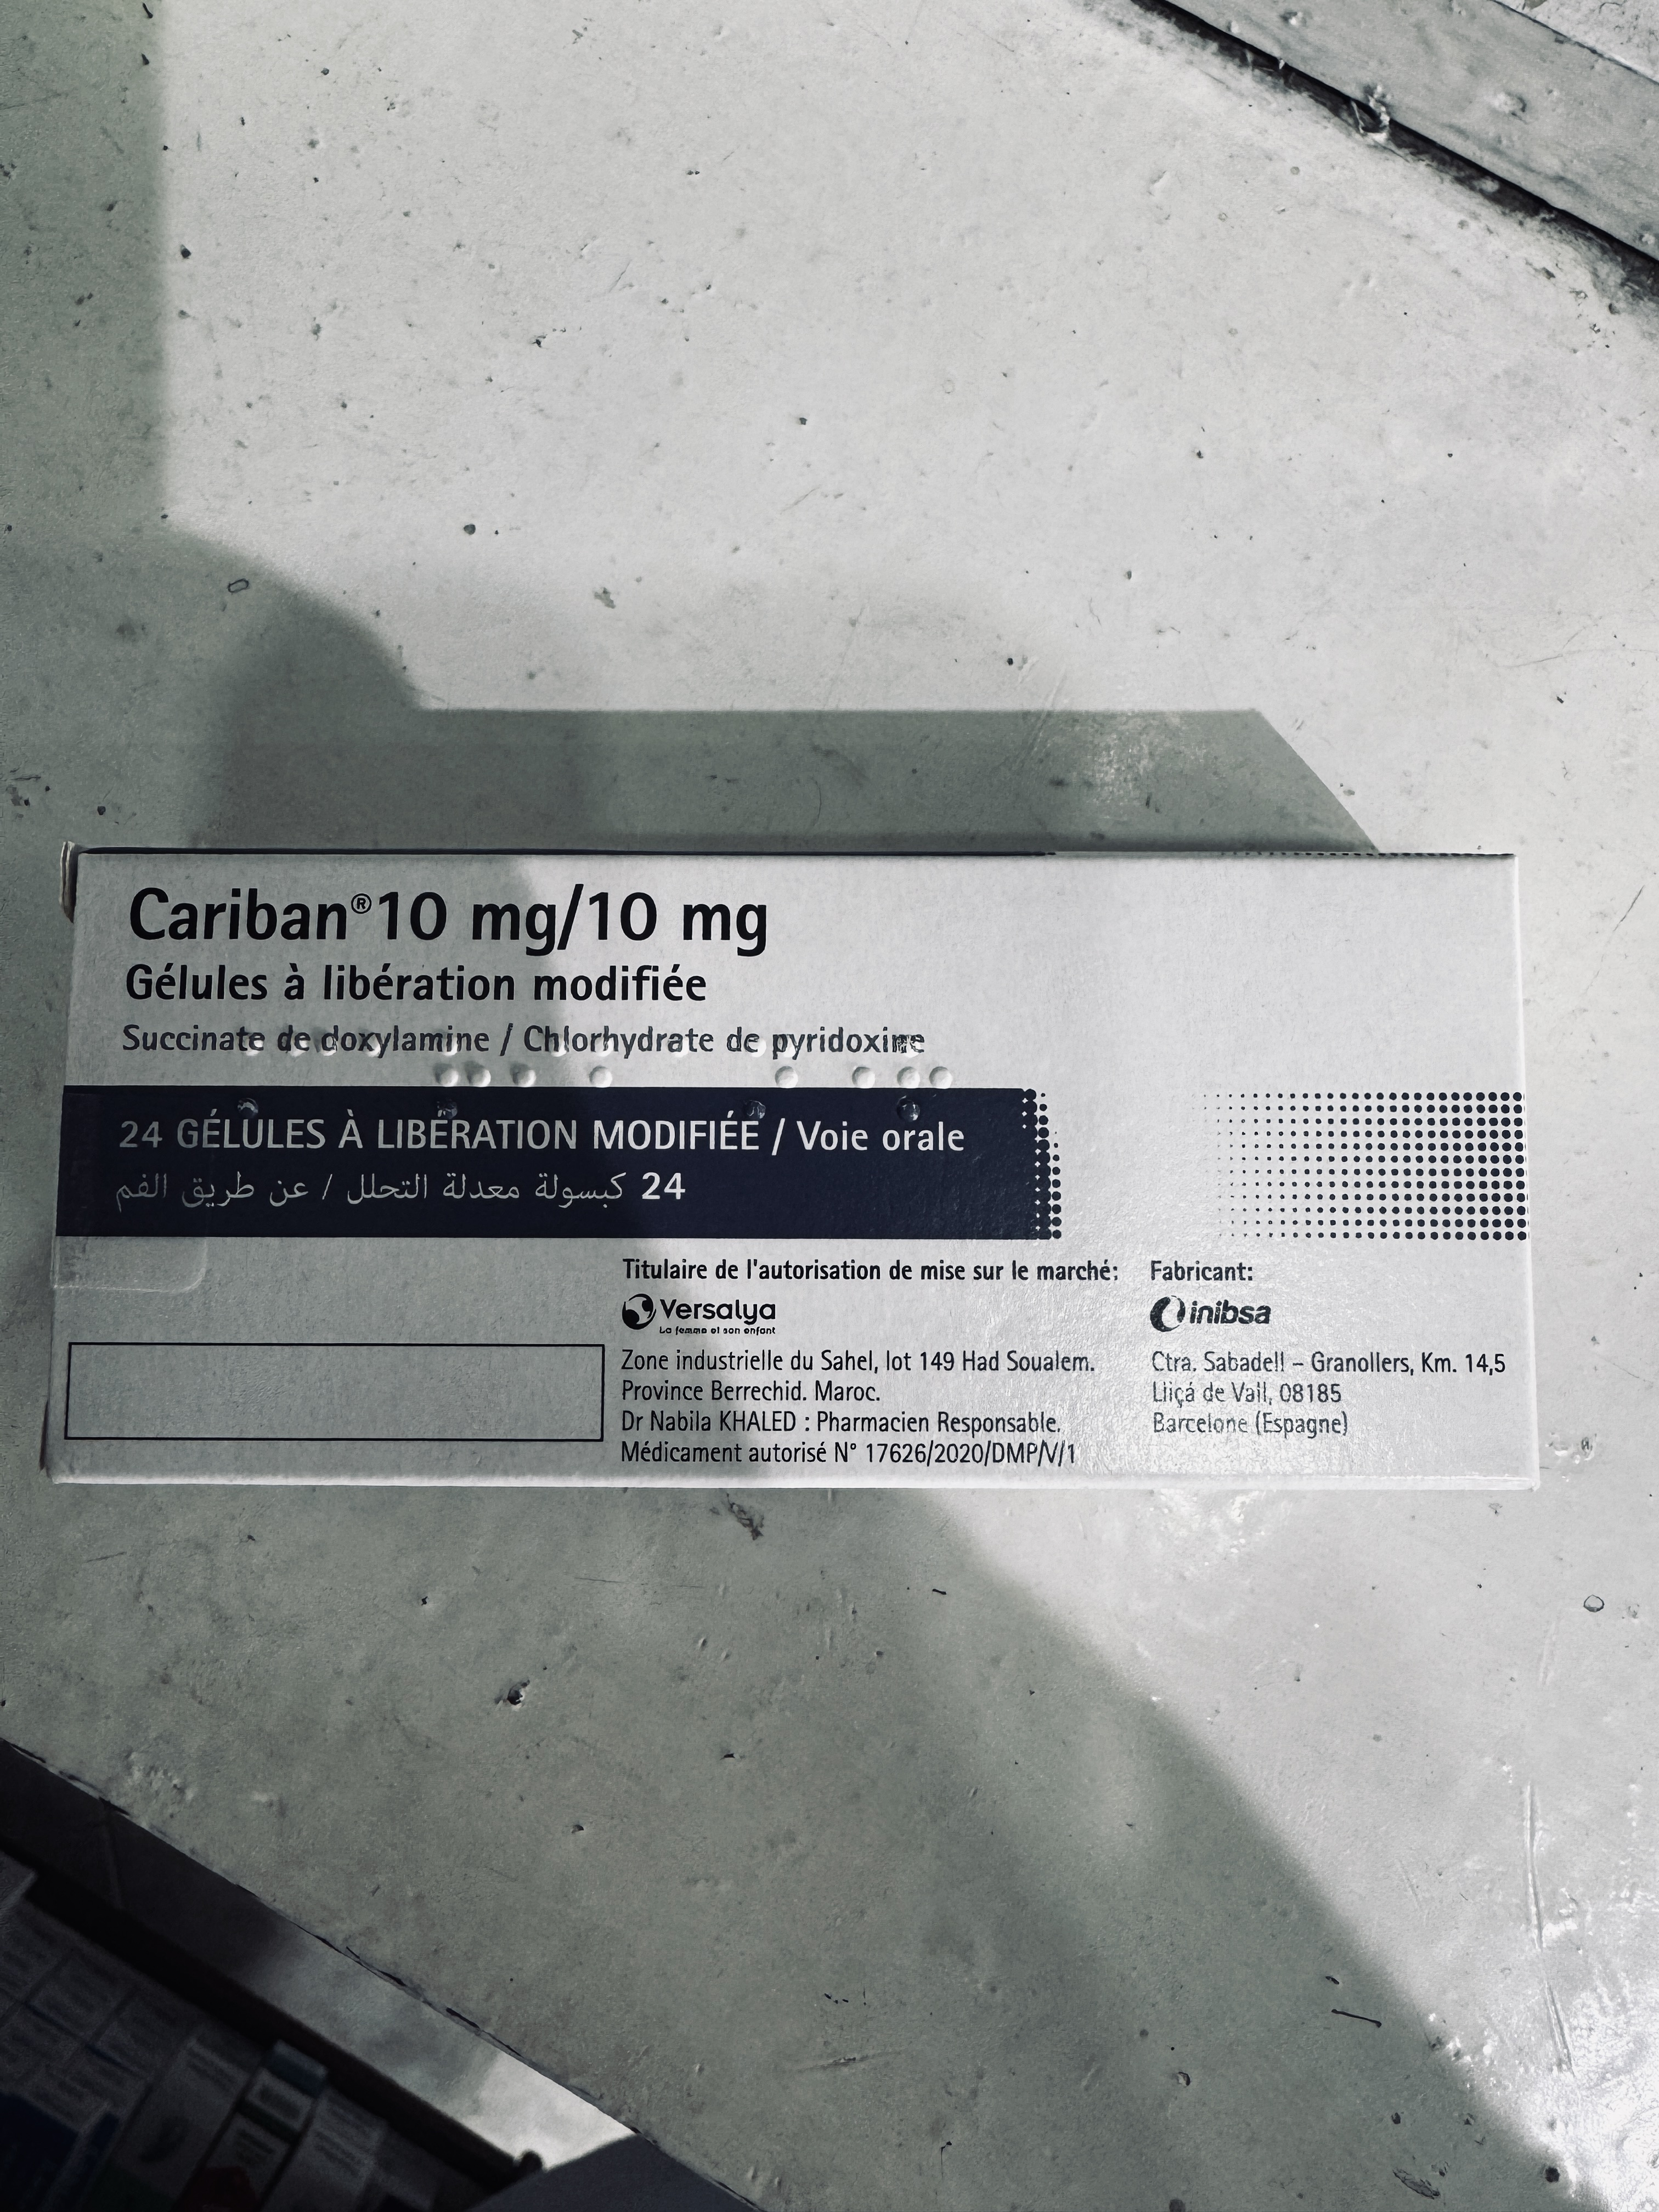 Cariban®10 mg/10 mg
Gélules à libération modifiée
Succinate de doxylamine / Chlorhydrate de pyridoxine
24 GÉLULES À LIBÉRATION MODIFIÉE / Voie orale
24 كبسولة معدلة التحلل / عن طريق الفم
Titulaire de l'autorisation de mise sur le marché:
Versalya
La femme et son enfant
Zone industrielle du Sahel, lot 149 Had Soualem.
Province Berrechid. Maroc.
Dr Nabila KHALED : Pharmacien Responsable.
Médicament autorisé N° 17626/2020/DMP/V/1
Fabricant:
inibsa
Ctra. Sabadell – Granollers, Km. 14,5
Lliçá de Vall, 08185
Barcelone (Espagne)